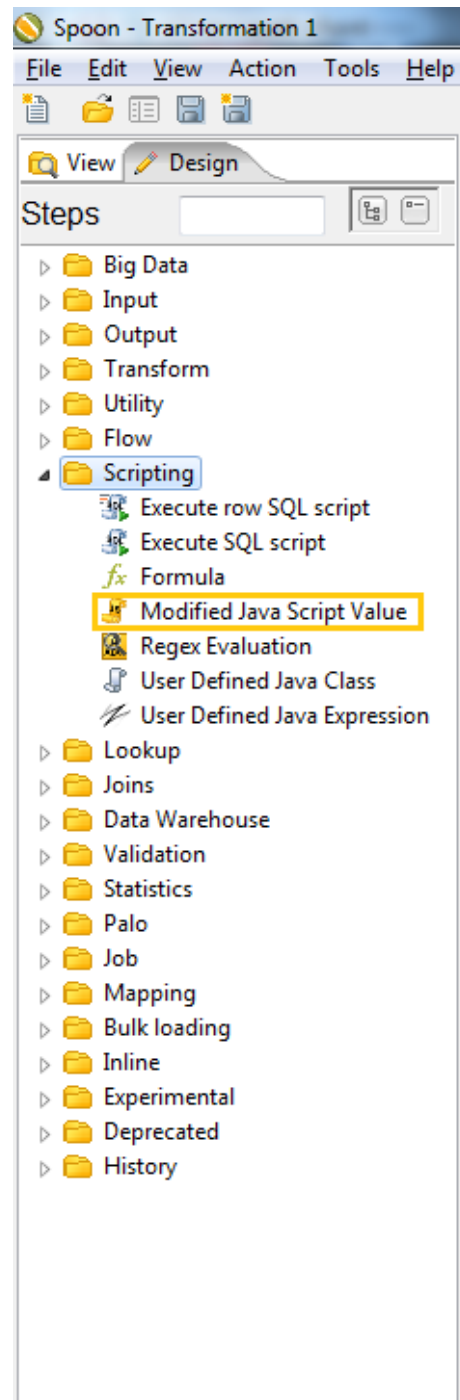 Spoon - Transformation 1
File Edit View Action Tools Help
View Design
Steps
Big Data
Input
Output
Transform
Utility
Flow
Scripting
Execute row SQL script
Execute SQL script
fx Formula
Modified Java Script Value
Regex Evaluation
User Defined Java Class
User Defined Java Expression
Lookup
Joins
Data Warehouse
Validation
Statistics
Palo
Job
Mapping
Bulk loading
Inline
Experimental
Deprecated
History